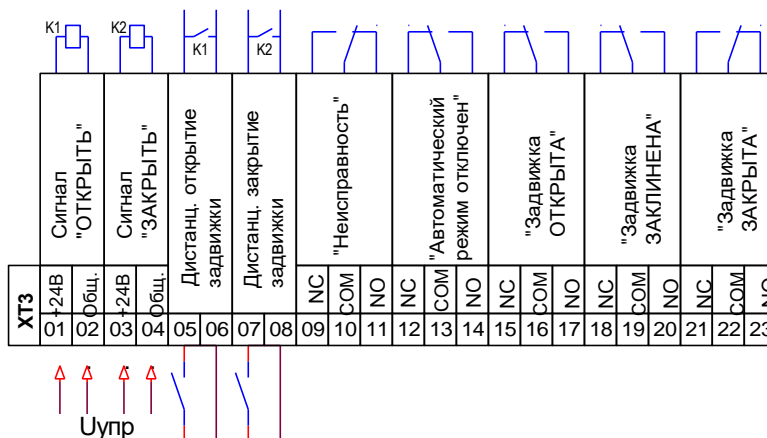 K1
K2
K1
K2
Сигнал
"ОТКРЫТЬ"
Сигнал
"ЗАКРЫТЬ"
Дистанц. открытие
задвижки
Дистанц. закрытие
задвижки
"Неисправность"
"Автоматический
режим отключен"
"Задвижка
ОТКРЫТА"
"Задвижка
ЗАКЛИНЕНА"
"Задвижка
ЗАКРЫТА"
XT3
+24В Общ. +24В Общ. NC COM NO NC COM NO NC COM NO NC COM NO NC COM NO
01 02 03 04 05 06 07 08 09 10 11 12 13 14 15 16 17 18 19 20 21 22 23
Uупр